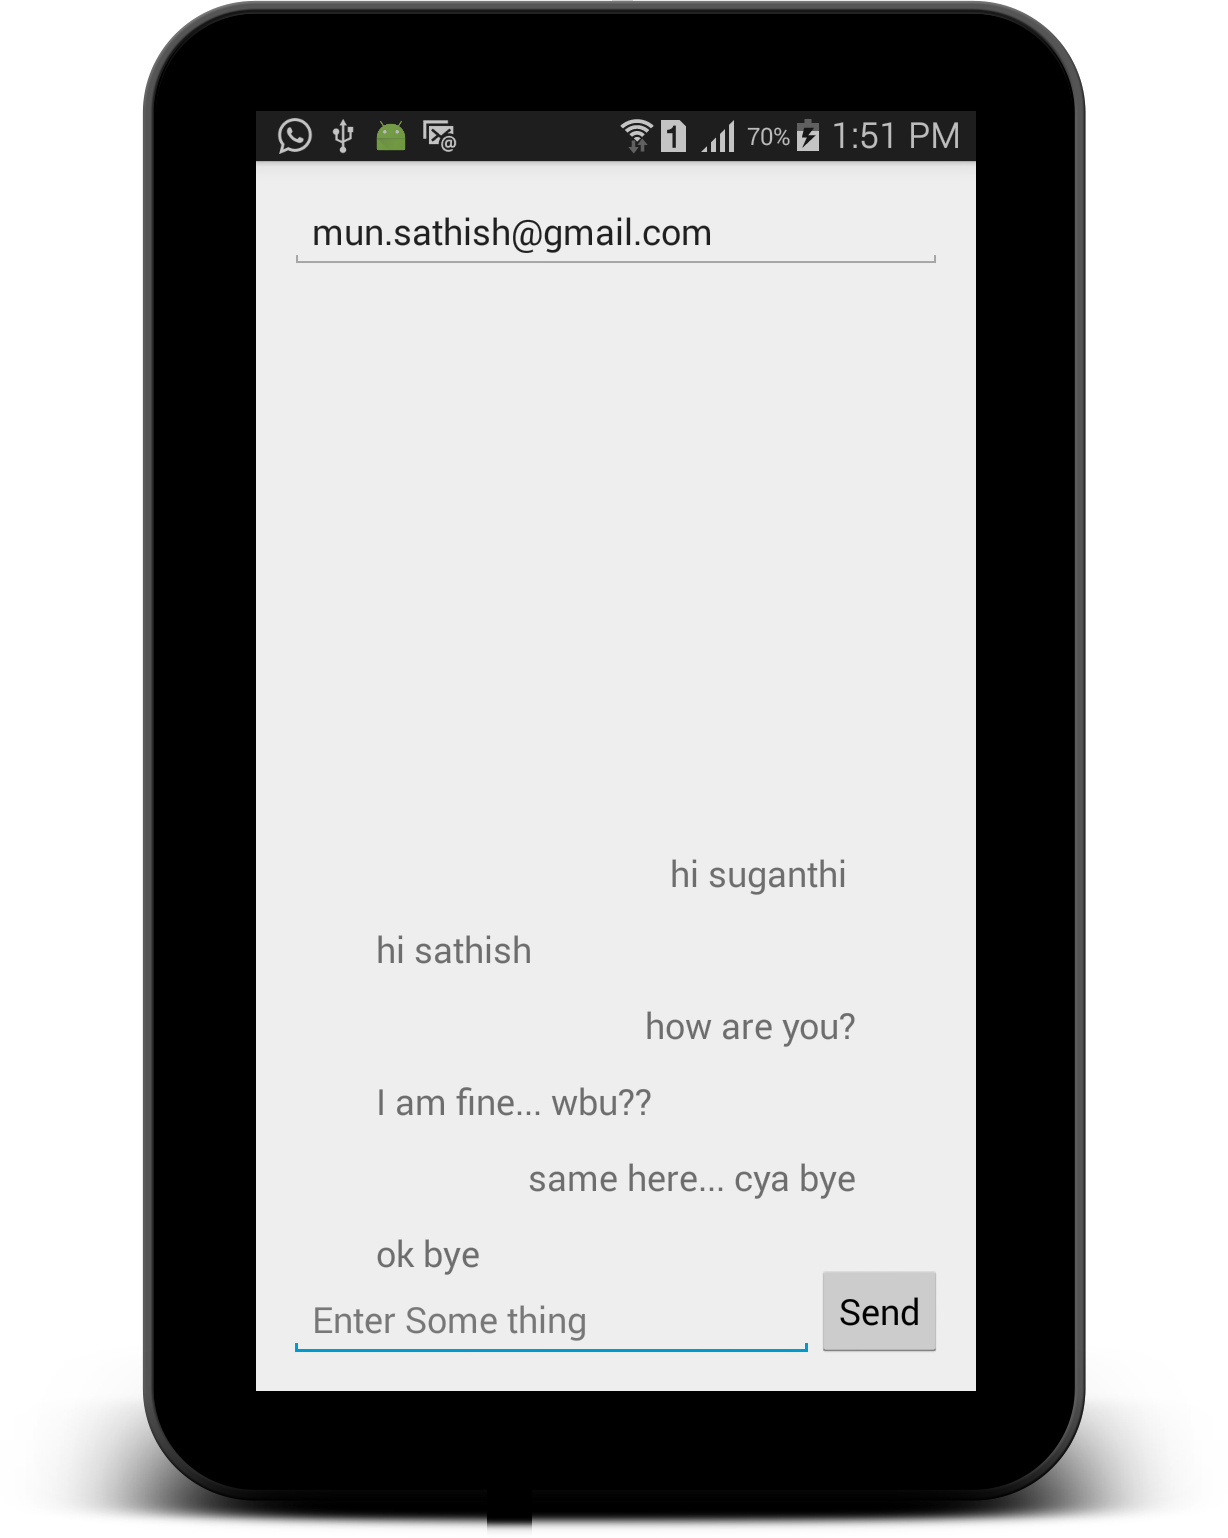 1 70% 1:51 PM
mun.sathish@gmail.com
hi suganthi
hi sathish
how are you?
I am fine... wbu??
same here... cya bye
ok bye
Enter Some thing
Send